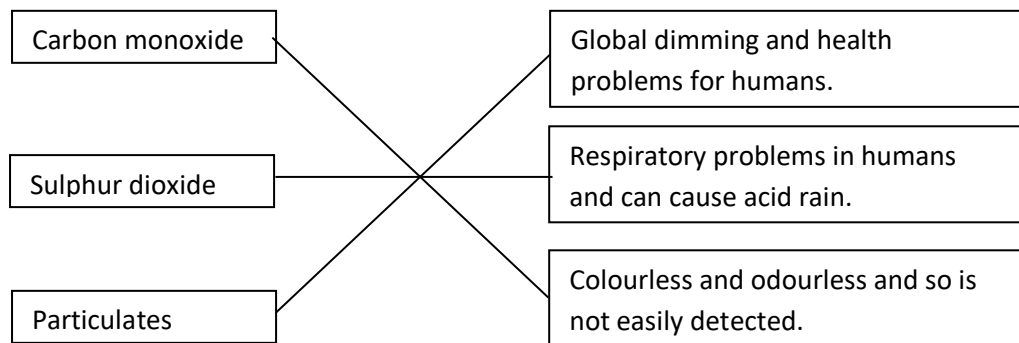 Carbon monoxide
Sulphur dioxide
Particulates
Global dimming and health
problems for humans.
Respiratory problems in humans
and can cause acid rain.
Colourless and odourless and so is
not easily detected.